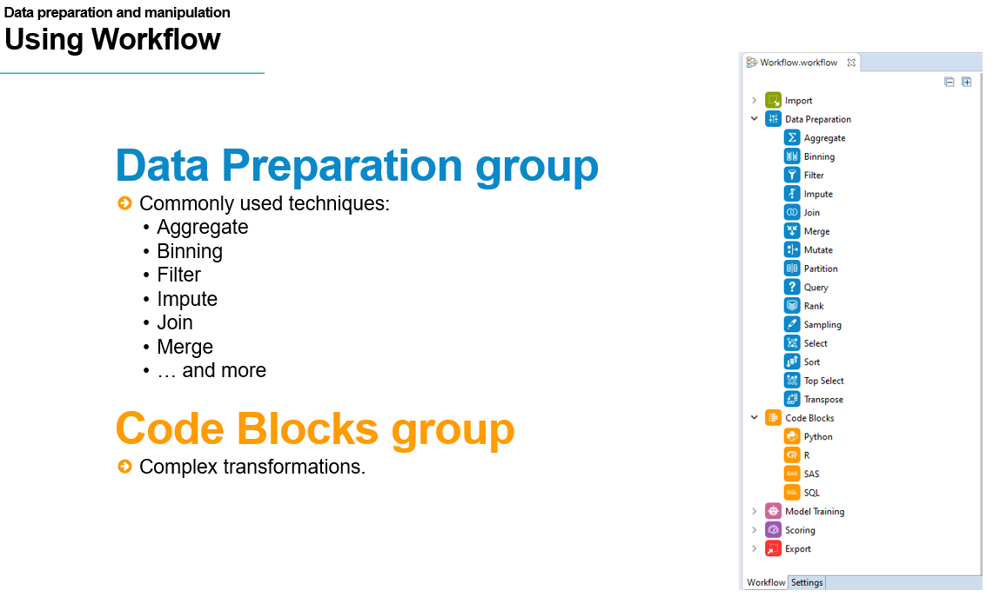 Data preparation and manipulation
Using Workflow
Data Preparation group
Commonly used techniques:
• Aggregate
• Binning
• Filter
• Impute
• Join
• Merge
• … and more
Code Blocks group
Complex transformations.
Workflow.workflow
Import
Data Preparation
Aggregate
Binning
Filter
Impute
Join
Merge
Mutate
Partition
Query
Rank
Sampling
Select
Sort
Top Select
Transpose
Code Blocks
Python
R
SAS SAS
SQL SQL
Model Training
Scoring
Export
Workflow Settings